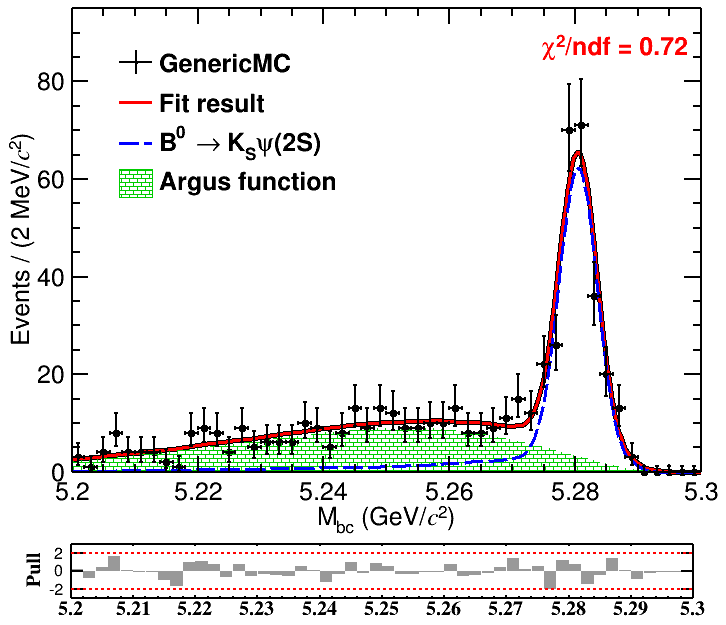 χ²/ndf = 0.72
GenericMC
Fit result
B⁰ → K_Sψ(2S)
Argus function
Events / (2 MeV/c²)
80
60
40
20
0
5.2 5.22 5.24 5.26 5.28 5.3
M_bc (GeV/c²)
Pull
2
0
-2
5.2 5.21 5.22 5.23 5.24 5.25 5.26 5.27 5.28 5.29 5.3